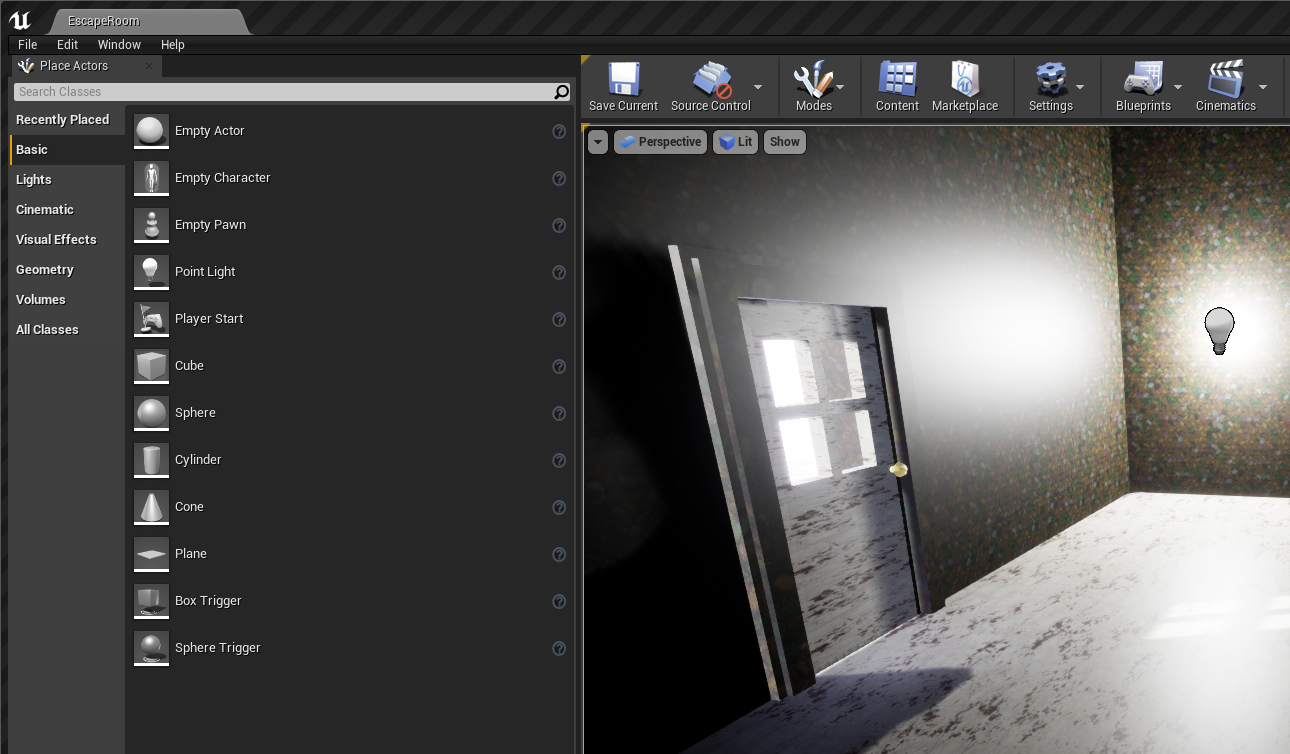 EscapeRoom
File Edit Window Help
Place Actors
Search Classes
Recently Placed
Basic
Lights
Cinematic
Visual Effects
Geometry
Volumes
All Classes
Empty Actor
Empty Character
Empty Pawn
Point Light
Player Start
Cube
Sphere
Cylinder
Cone
Plane
Box Trigger
Sphere Trigger
Save Current Source Control Modes Content Marketplace Settings Blueprints Cinematics
Perspective Lit Show